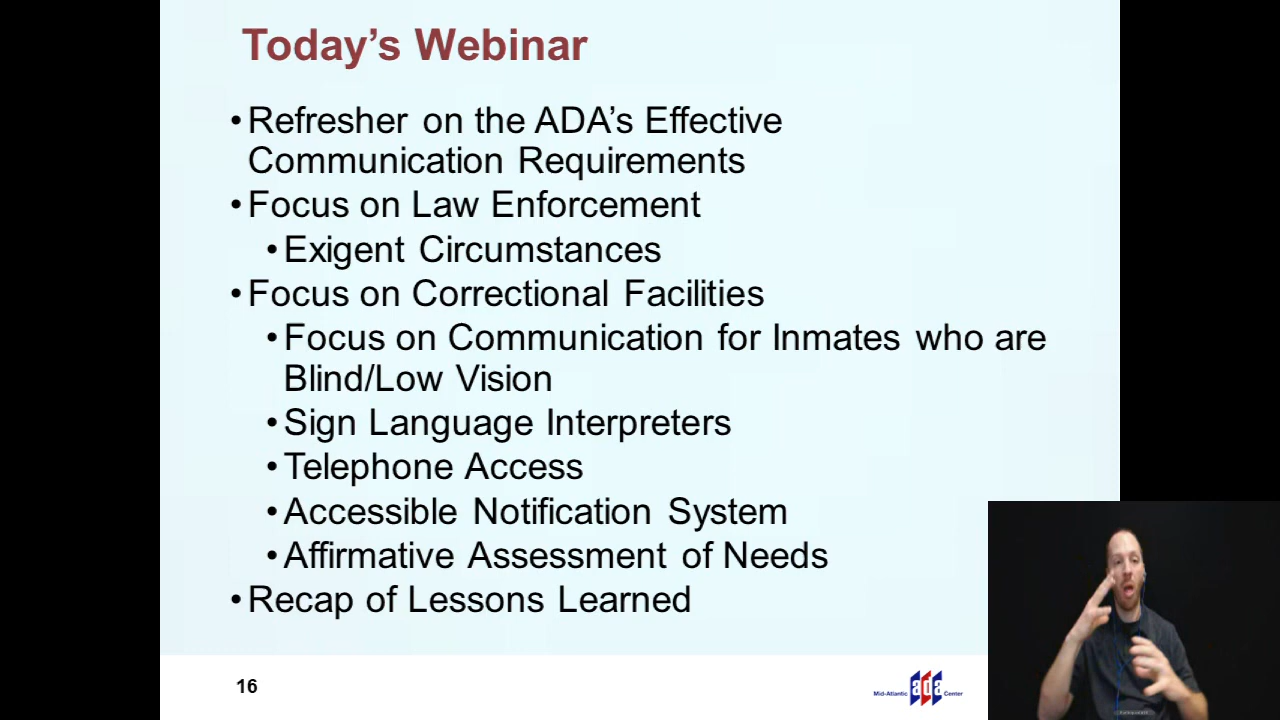 Today’s Webinar
•Refresher on the ADA’s Effective
Communication Requirements
•Focus on Law Enforcement
•Exigent Circumstances
•Focus on Correctional Facilities
•Focus on Communication for Inmates who are
Blind/Low Vision
•Sign Language Interpreters
•Telephone Access
•Accessible Notification System
•Affirmative Assessment of Needs
•Recap of Lessons Learned
16
Mid-Atlantic ada Center